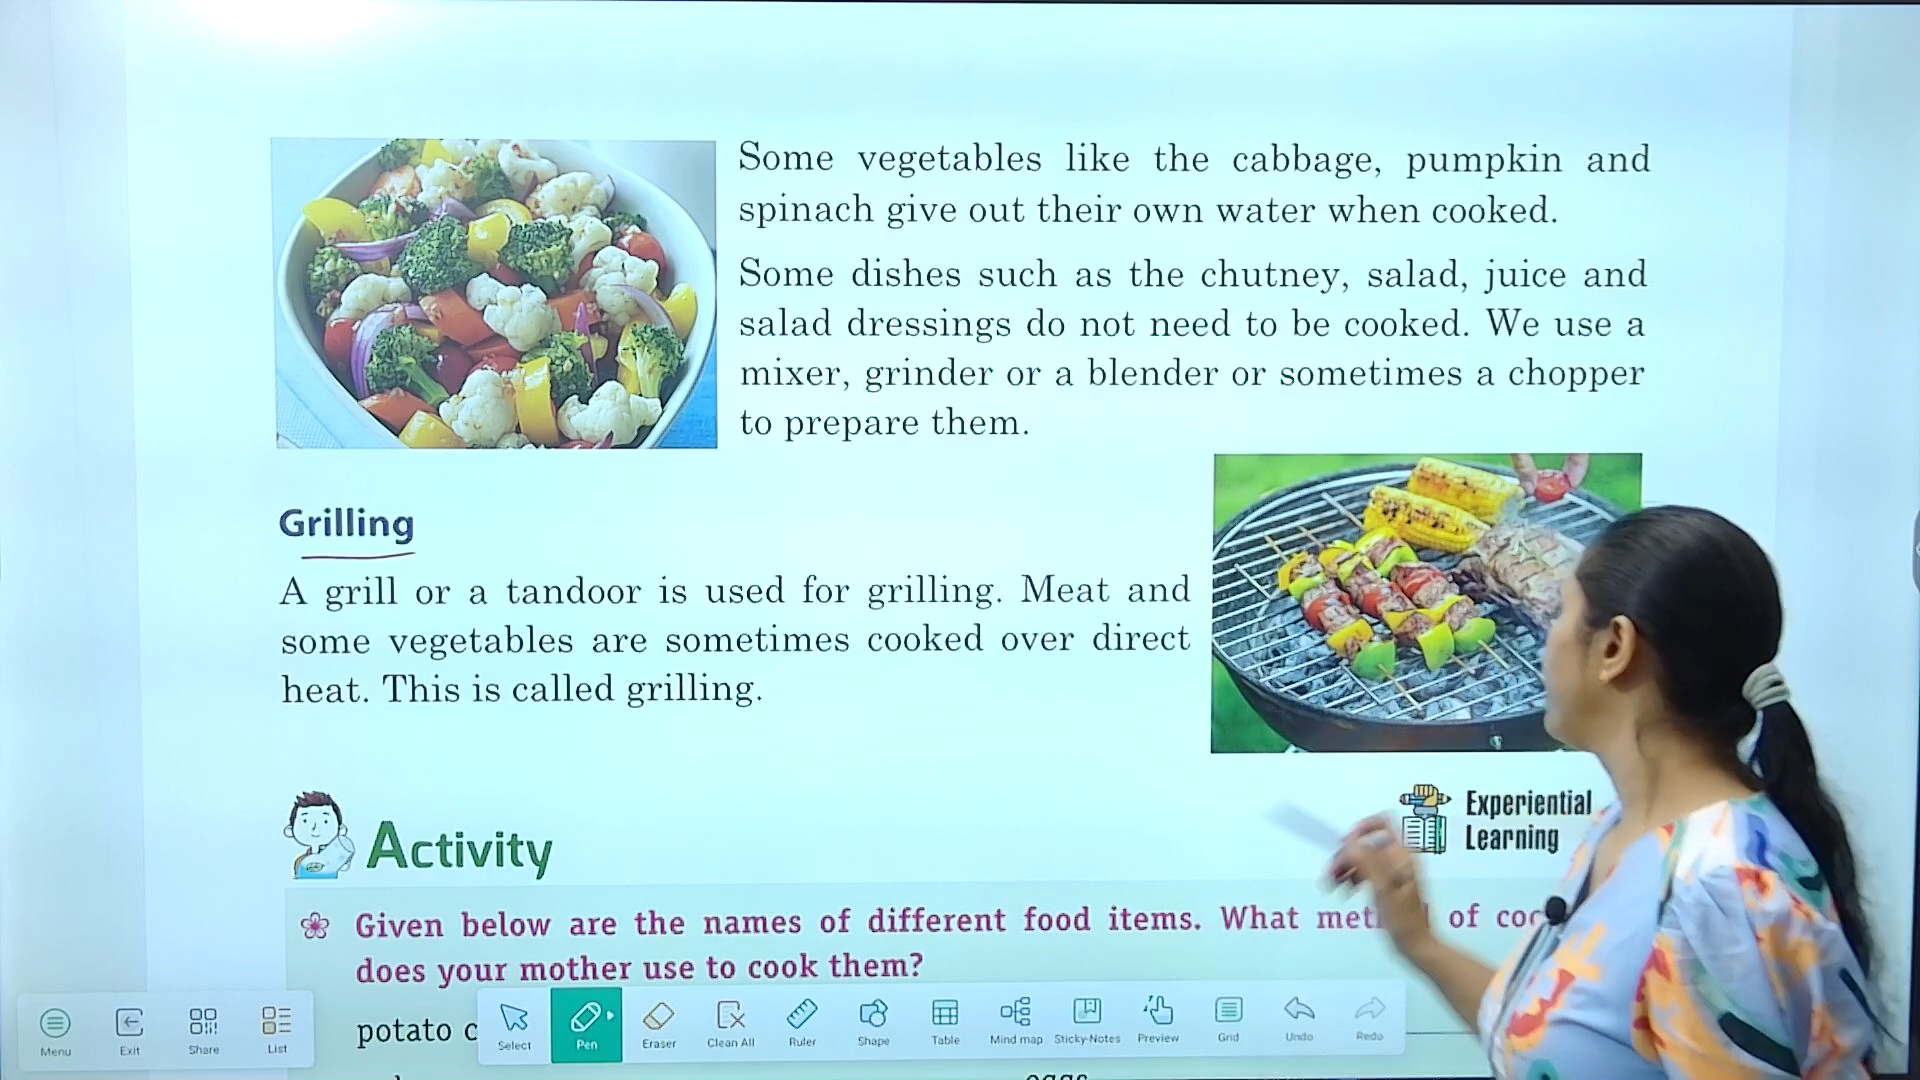 Some vegetables like the cabbage, pumpkin and
spinach give out their own water when cooked.
Some dishes such as the chutney, salad, juice and
salad dressings do not need to be cooked. We use a
mixer, grinder or a blender or sometimes a chopper
to prepare them.
Grilling
A grill or a tandoor is used for grilling. Meat and
some vegetables are sometimes cooked over direct
heat. This is called grilling.
Experiential
Learning
Activity
Given below are the names of different food items. What of
does your mother use to cook them?
potato
Menu Exit Share List Select Pen Eraser Clean All Ruler Shape Table Mind map Sticky-Notes Preview Grid Undo Redo
eggs